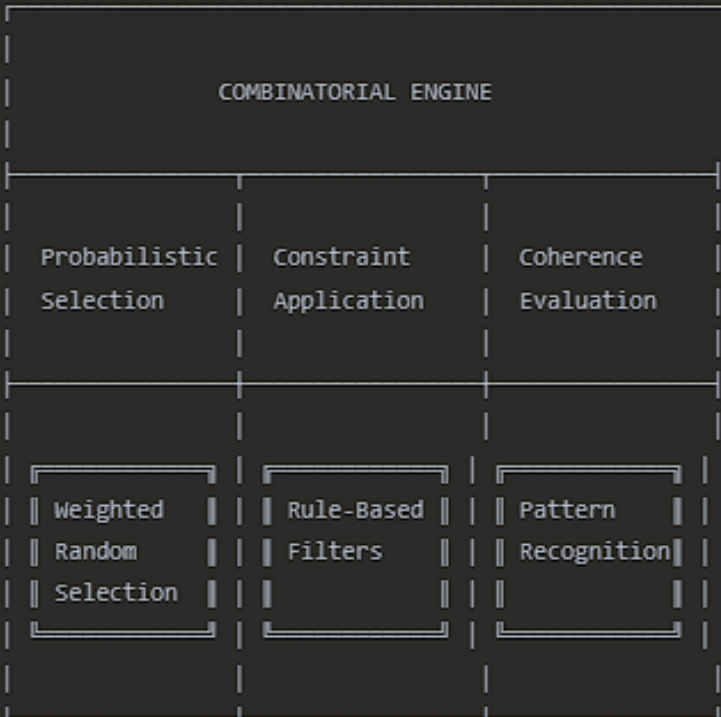 COMBINATORIAL ENGINE
Probabilistic Selection
Constraint Application
Coherence Evaluation
Weighted Random Selection
Rule-Based Filters
Pattern Recognition